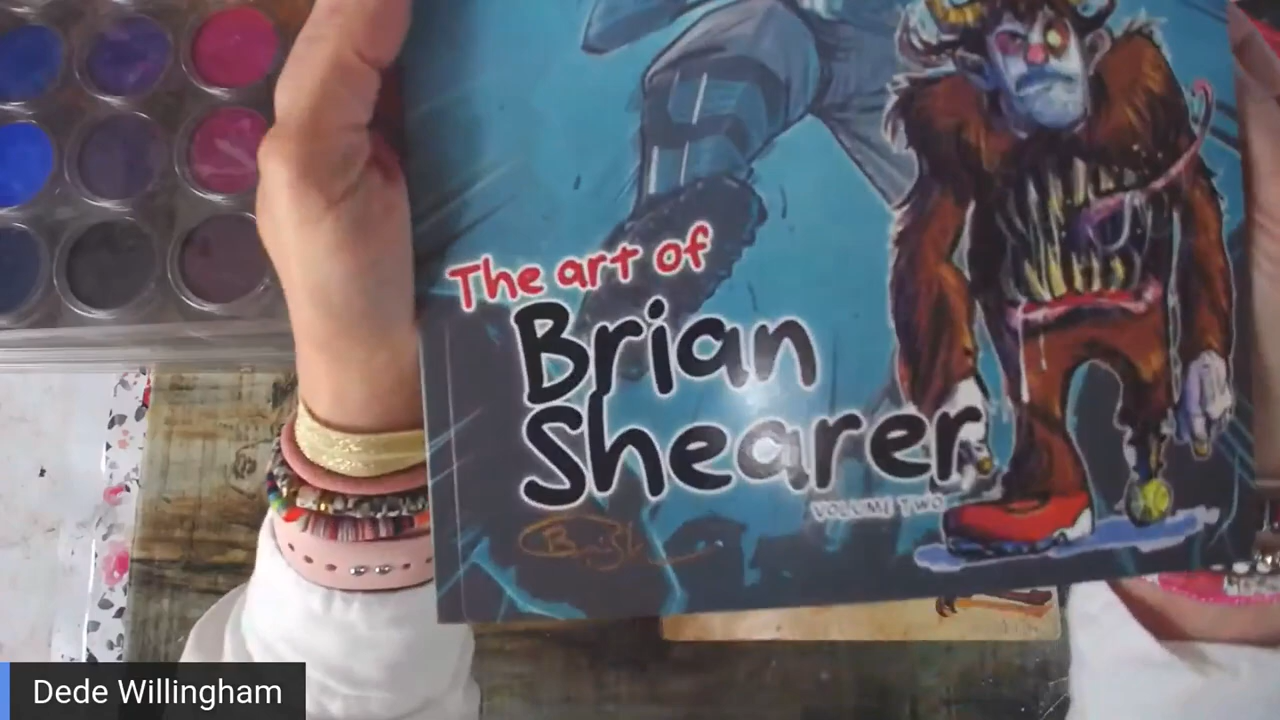 The art of
Brian
Shearer
VOLUME TWO
Dede Willingham